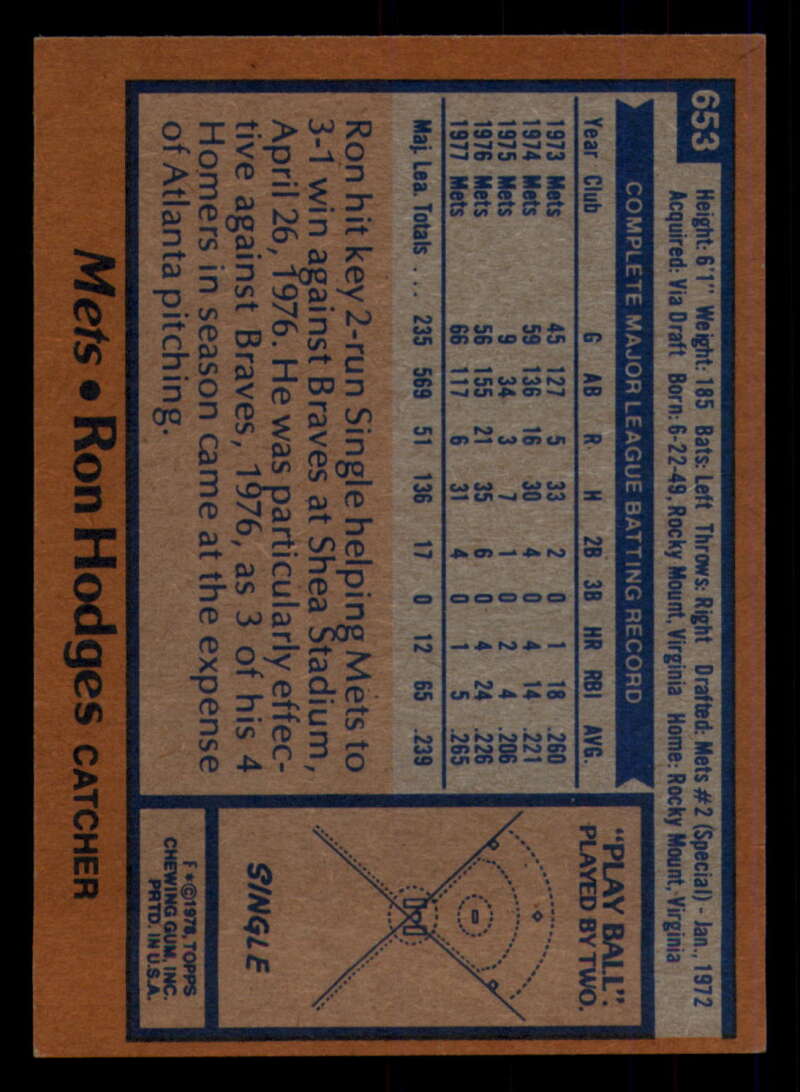 653
Height: 6'1" Weight: 185 Bats: Left Throws: Right Drafted: Mets #2 (Special) - Jan., 1972
Acquired: Via Draft Born: 6-22-49, Rocky Mount, Virginia Home: Rocky Mount, Virginia
COMPLETE MAJOR LEAGUE BATTING RECORD
Year Club G AB R H 2B 3B HR RBI AVG.
1973 Mets 45 127 5 33 2 0 1 18 .260
1974 Mets 59 136 16 30 4 0 4 14 .221
1975 Mets 9 34 3 7 1 0 2 4 .206
1976 Mets 56 155 21 35 6 0 4 24 .226
1977 Mets 66 117 6 31 4 0 1 5 .265
Maj. Lea. Totals . . . 235 569 51 136 17 0 12 65 .239
Ron hit key 2-run Single helping Mets to
3-1 win against Braves at Shea Stadium,
April 26, 1976. He was particularly effec-
tive against Braves, 1976, as 3 of his 4
Homers in season came at the expense
of Atlanta pitching.
"PLAY BALL":
PLAYED BY TWO.
SINGLE
F*©1978, TOPPS
CHEWING GUM, INC.
PRTD. IN U.S.A.
Mets • Ron Hodges CATCHER